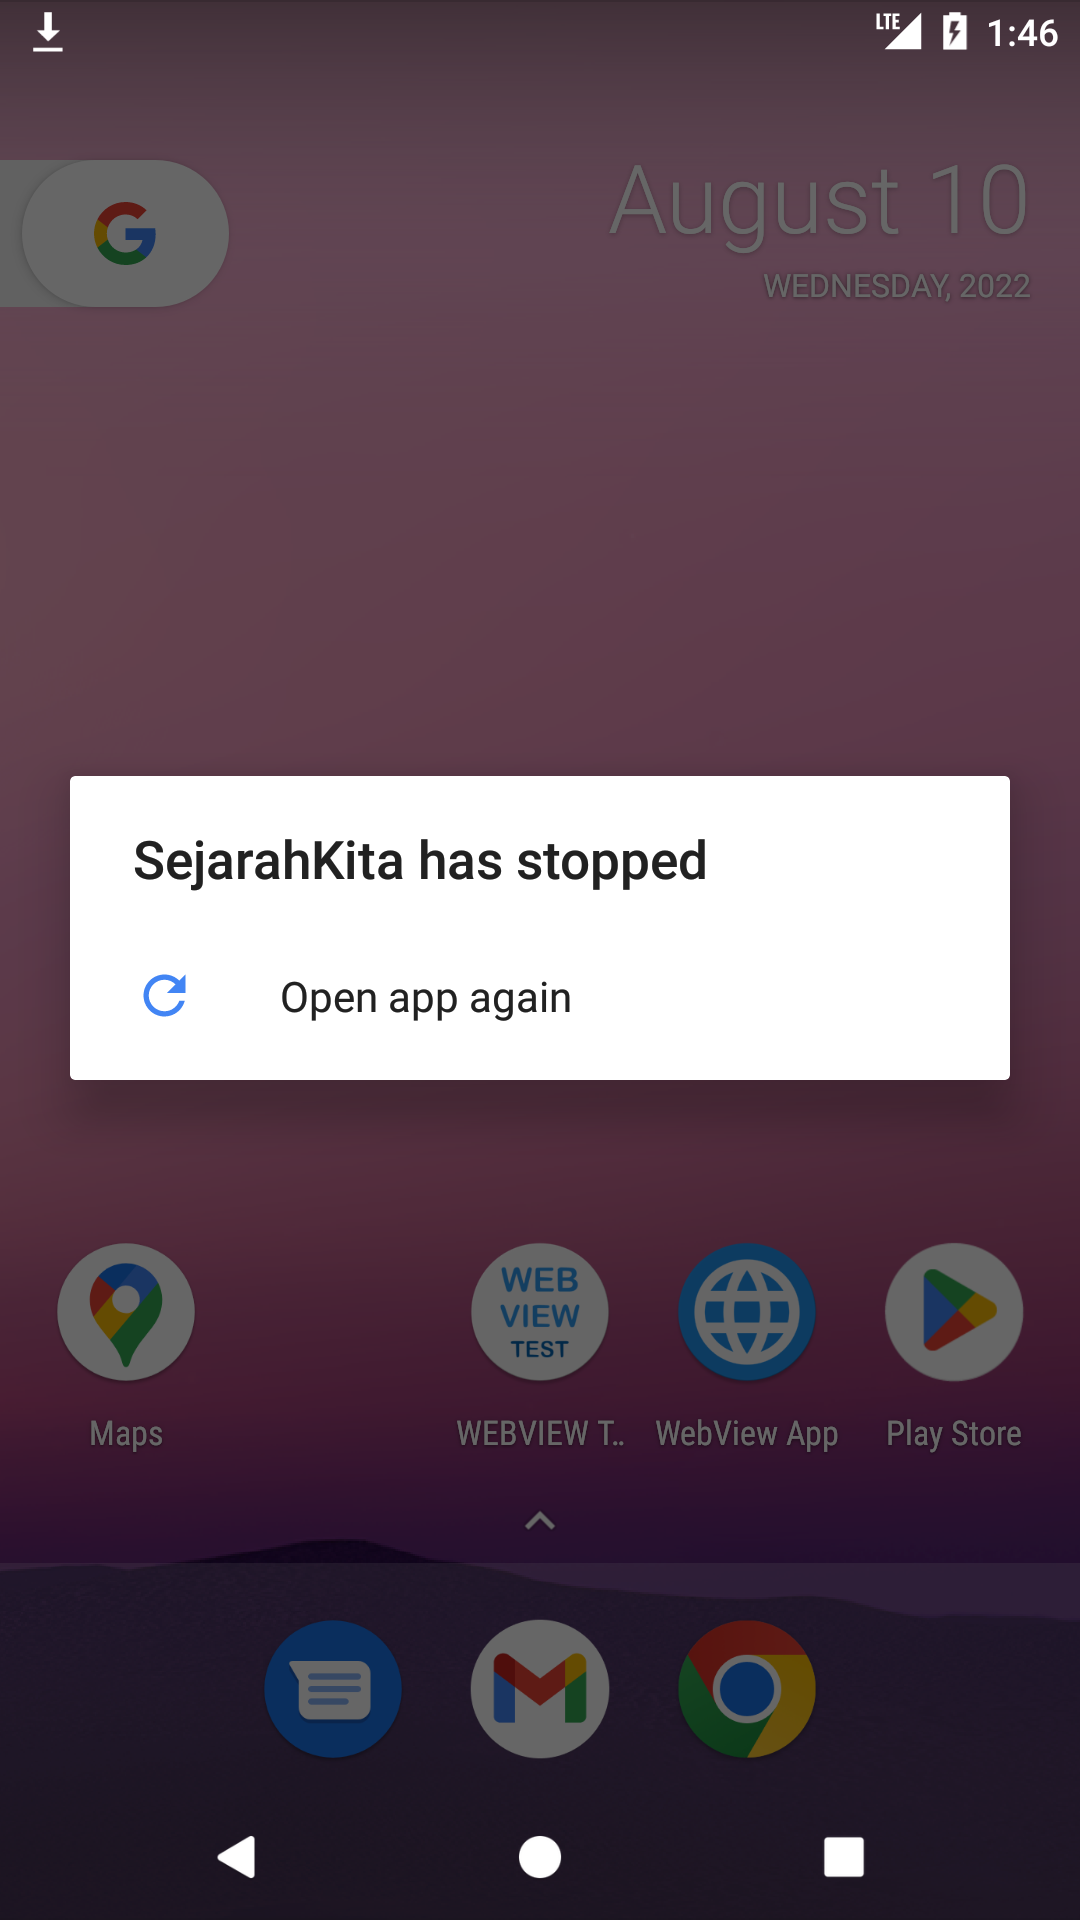 LTE 1:46
August 10
WEDNESDAY, 2022
SejarahKita has stopped
Open app again
WEB
VIEW
TEST
Maps
WEBVIEW T..
WebView App
Play Store